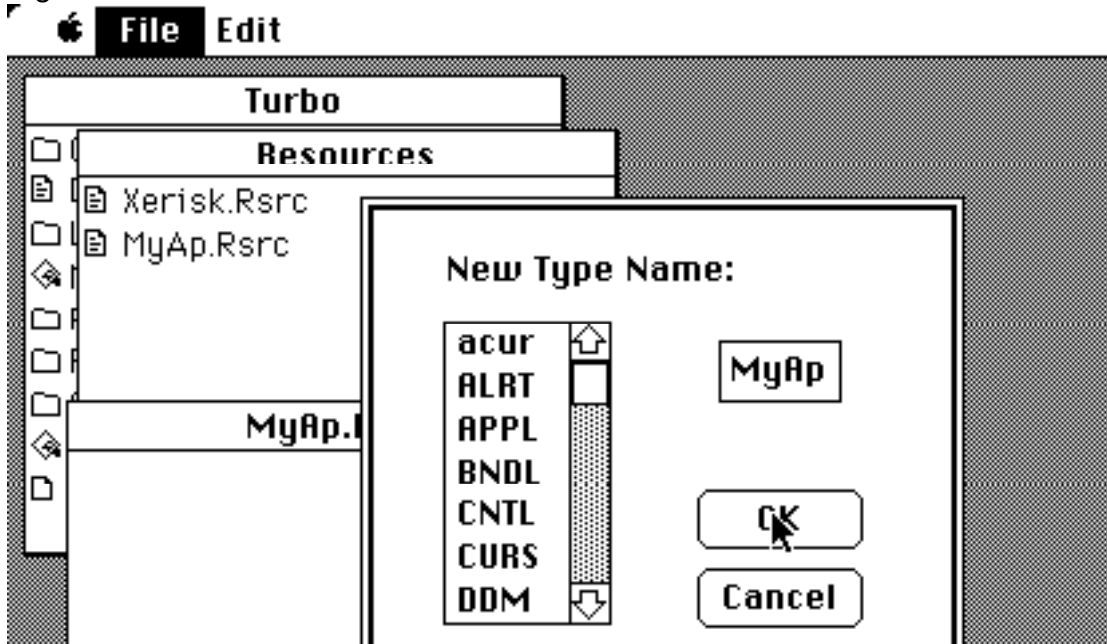 File Edit
Turbo
Resources
Xerisk.Rsrc
MyAp.Rsrc
New Type Name:
acur
ALRT
APPL
BNDL
CNTL
CURS
DDM
MyAp
OK
Cancel